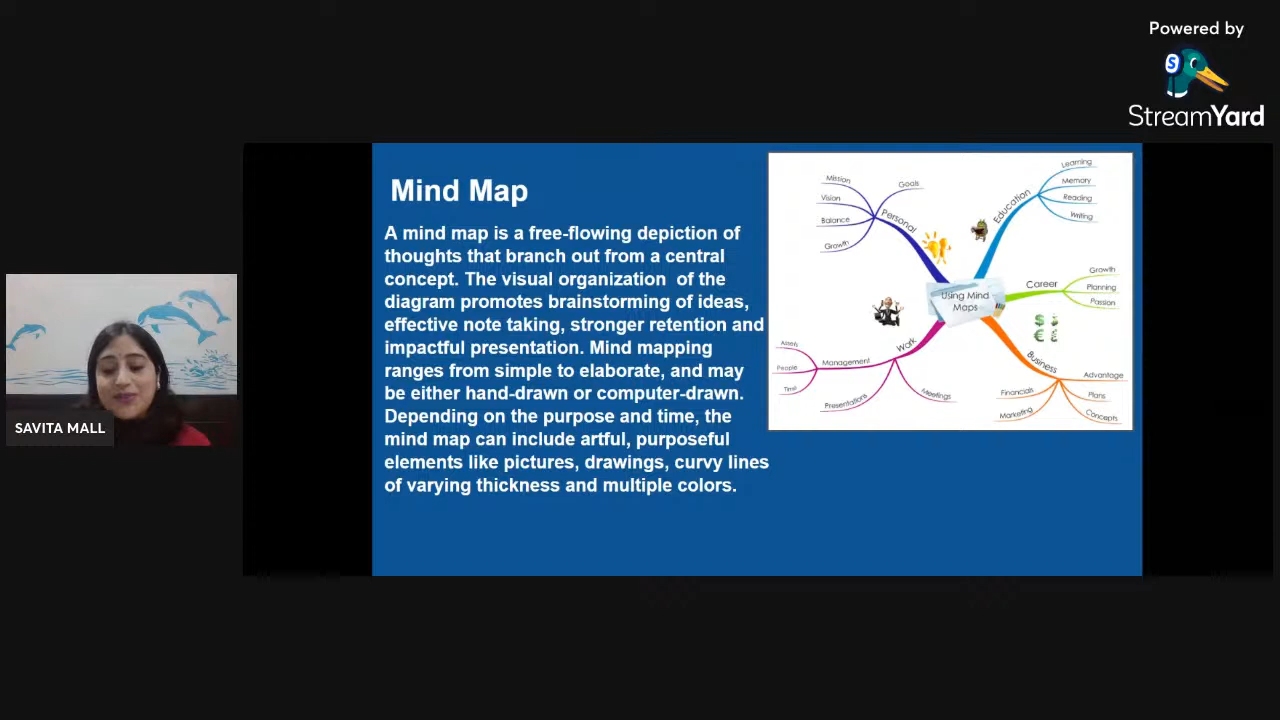 Powered by
S
StreamYard
Mind Map
A mind map is a free-flowing depiction of
thoughts that branch out from a central
concept. The visual organization of the
diagram promotes brainstorming of ideas,
effective note taking, stronger retention and
impactful presentation. Mind mapping
ranges from simple to elaborate, and may
be either hand-drawn or computer-drawn.
Depending on the purpose and time, the
mind map can include artful, purposeful
elements like pictures, drawings, curvy lines
of varying thickness and multiple colors.
Using Mind
Maps
Personal
Mission
Vision
Balance
Growth
Goals
Education
Learning
Memory
Reading
Writing
Career
Growth
Planning
Passion
Business
Advantage
Plans
Concepts
Financials
Marketing
Work
Management
Assets
People
Time
Presentations
Meetings
SAVITA MALL